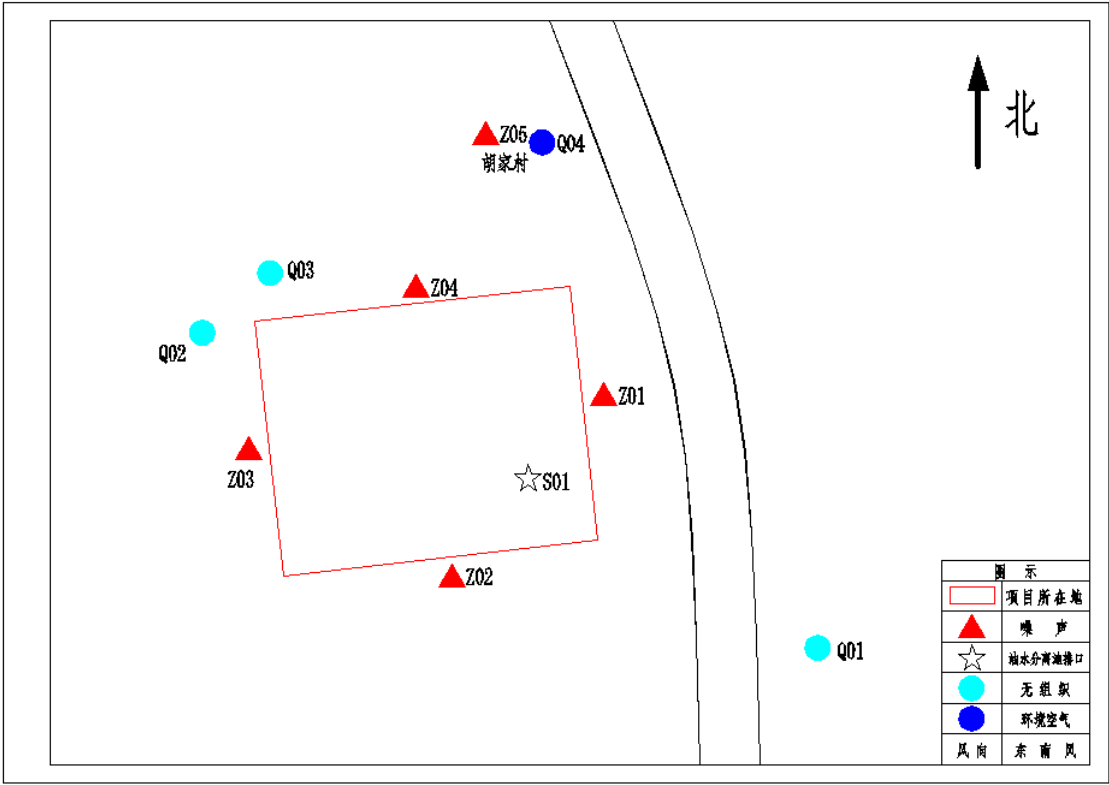 北
Z05
Q04
胡家村
Q03
Z04
Q02
Z01
Z03
S01
Z02
Q01
图 示
项目所在地
噪 声
油水分离池排口
无组织
环境空气
风向 东南风